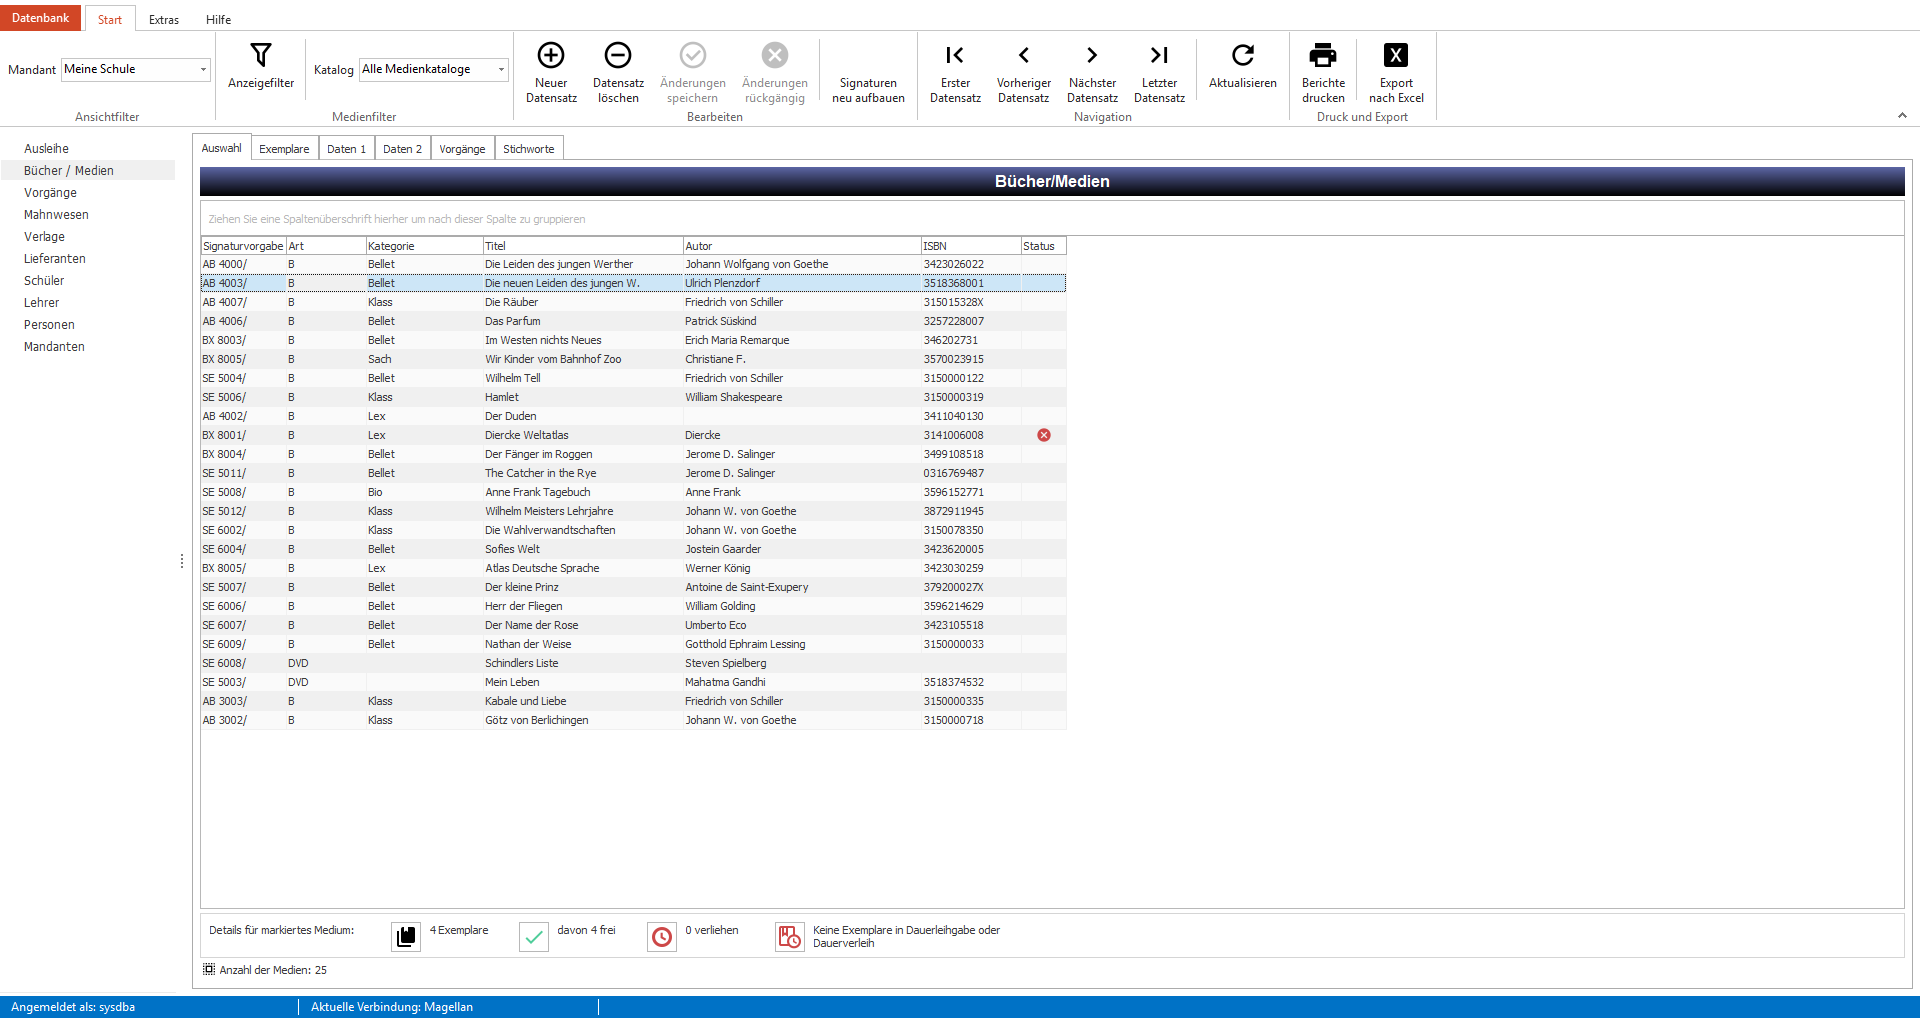 Datenbank Start Extras Hilfe
Mandant Meine Schule
Ansichtfilter
Anzeigefilter
Katalog Alle Medienkataloge
Medienfilter
Neuer
Datensatz
Datensatz
löschen
Änderungen
speichern
Änderungen
rückgängig
Signaturen
neu aufbauen
Bearbeiten
Erster
Datensatz
Vorheriger
Datensatz
Nächster
Datensatz
Letzter
Datensatz
Aktualisieren
Navigation
Berichte
drucken
X
Export
nach Excel
Druck und Export
Ausleihe
Bücher / Medien
Vorgänge
Mahnwesen
Verlage
Lieferanten
Schüler
Lehrer
Personen
Mandanten
Auswahl Exemplare Daten 1 Daten 2 Vorgänge Stichworte
Bücher/Medien
Ziehen Sie eine Spaltenüberschrift hierher um nach dieser Spalte zu gruppieren
Signaturvorgabe Art Kategorie Titel Autor ISBN Status
AB 4000/ B Bellet Die Leiden des jungen Werther Johann Wolfgang von Goethe 3423026022
AB 4003/ B Bellet Die neuen Leiden des jungen W. Ulrich Plenzdorf 3518368001
AB 4007/ B Klass Die Räuber Friedrich von Schiller 315015328X
AB 4006/ B Bellet Das Parfum Patrick Süskind 3257228007
BX 8003/ B Bellet Im Westen nichts Neues Erich Maria Remarque 346202731
BX 8005/ B Sach Wir Kinder vom Bahnhof Zoo Christiane F. 3570023915
SE 5004/ B Bellet Wilhelm Tell Friedrich von Schiller 3150000122
SE 5006/ B Klass Hamlet William Shakespeare 3150000319
AB 4002/ B Lex Der Duden 3411040130
BX 8001/ B Lex Diercke Weltatlas Diercke 3141006008
BX 8004/ B Bellet Der Fänger im Roggen Jerome D. Salinger 3499108518
SE 5011/ B Bellet The Catcher in the Rye Jerome D. Salinger 0316769487
SE 5008/ B Bio Anne Frank Tagebuch Anne Frank 3596152771
SE 5012/ B Klass Wilhelm Meisters Lehrjahre Johann W. von Goethe 3872911945
SE 6002/ B Klass Die Wahlverwandtschaften Johann W. von Goethe 3150078350
SE 6004/ B Bellet Sofies Welt Jostein Gaarder 3423620005
BX 8005/ B Lex Atlas Deutsche Sprache Werner König 3423030259
SE 5007/ B Bellet Der kleine Prinz Antoine de Saint-Exupery 379200027X
SE 6006/ B Bellet Herr der Fliegen William Golding 3596214629
SE 6007/ B Bellet Der Name der Rose Umberto Eco 3423105518
SE 6009/ B Bellet Nathan der Weise Gotthold Ephraim Lessing 3150000033
SE 6008/ DVD Schindlers Liste Steven Spielberg
SE 5003/ DVD Mein Leben Mahatma Gandhi 3518374532
AB 3003/ B Klass Kabale und Liebe Friedrich von Schiller 3150000335
AB 3002/ B Klass Götz von Berlichingen Johann W. von Goethe 3150000718
Details für markiertes Medium: 4 Exemplare davon 4 frei 0 verliehen Keine Exemplare in Dauerleihgabe oder
Dauerverleih
Anzahl der Medien: 25
Angemeldet als: sysdba Aktuelle Verbindung: Magellan